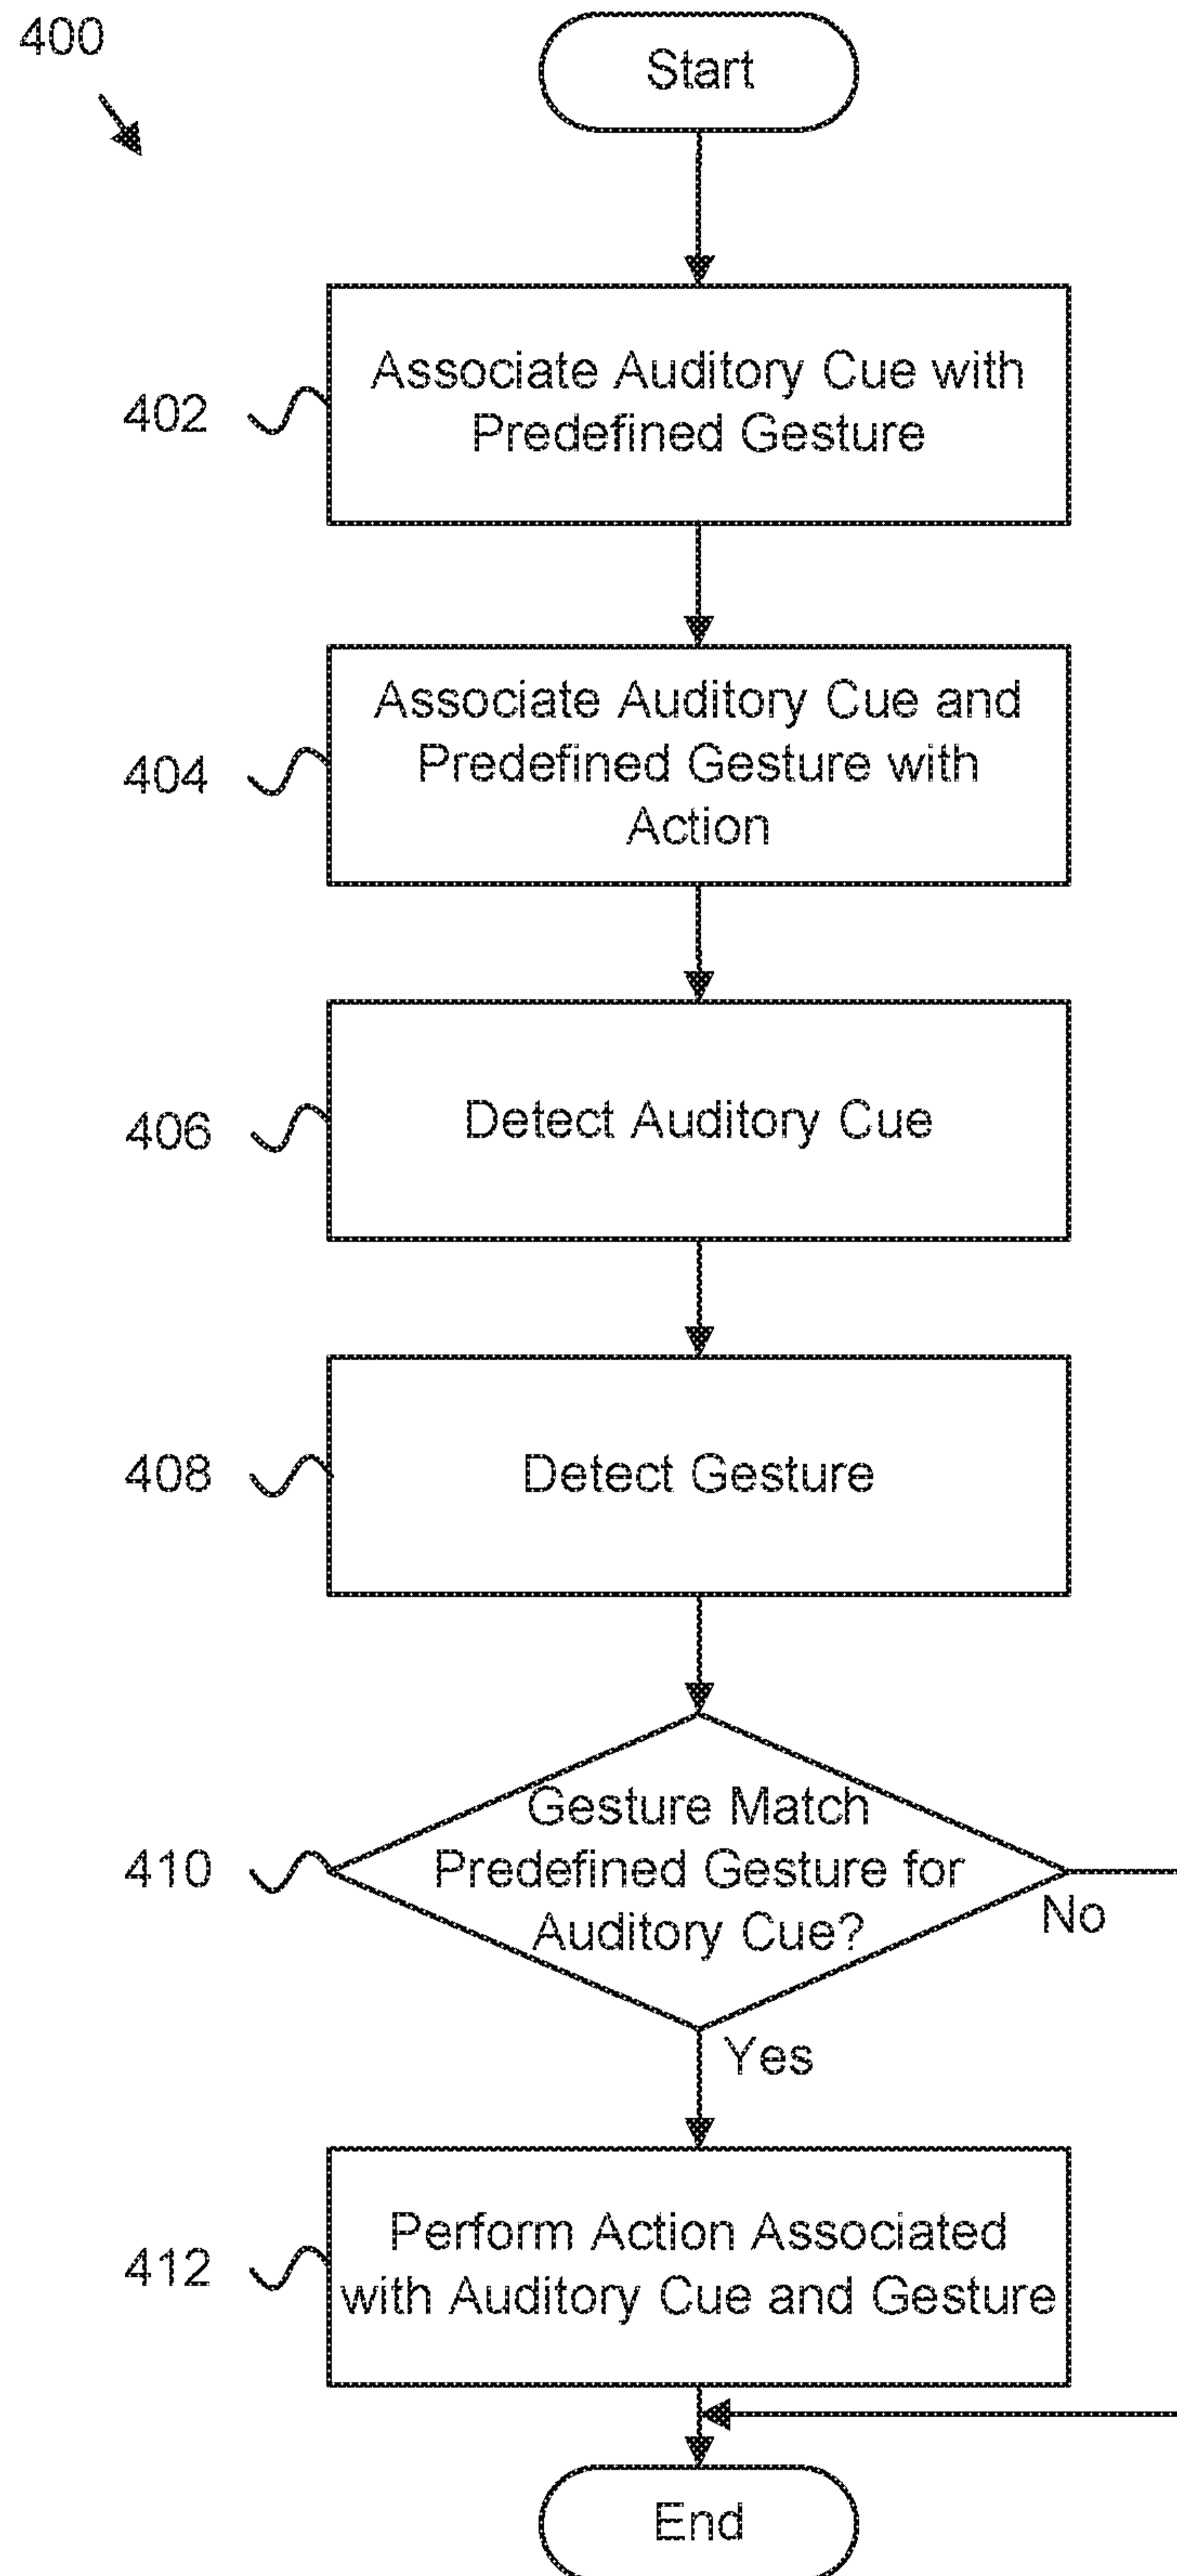 400
Start
402
Associate Auditory Cue with
Predefined Gesture
404
Associate Auditory Cue and
Predefined Gesture with
Action
406
Detect Auditory Cue
408
Detect Gesture
410
Gesture Match
Predefined Gesture for
Auditory Cue?
No
Yes
412
Perform Action Associated
with Auditory Cue and Gesture
End